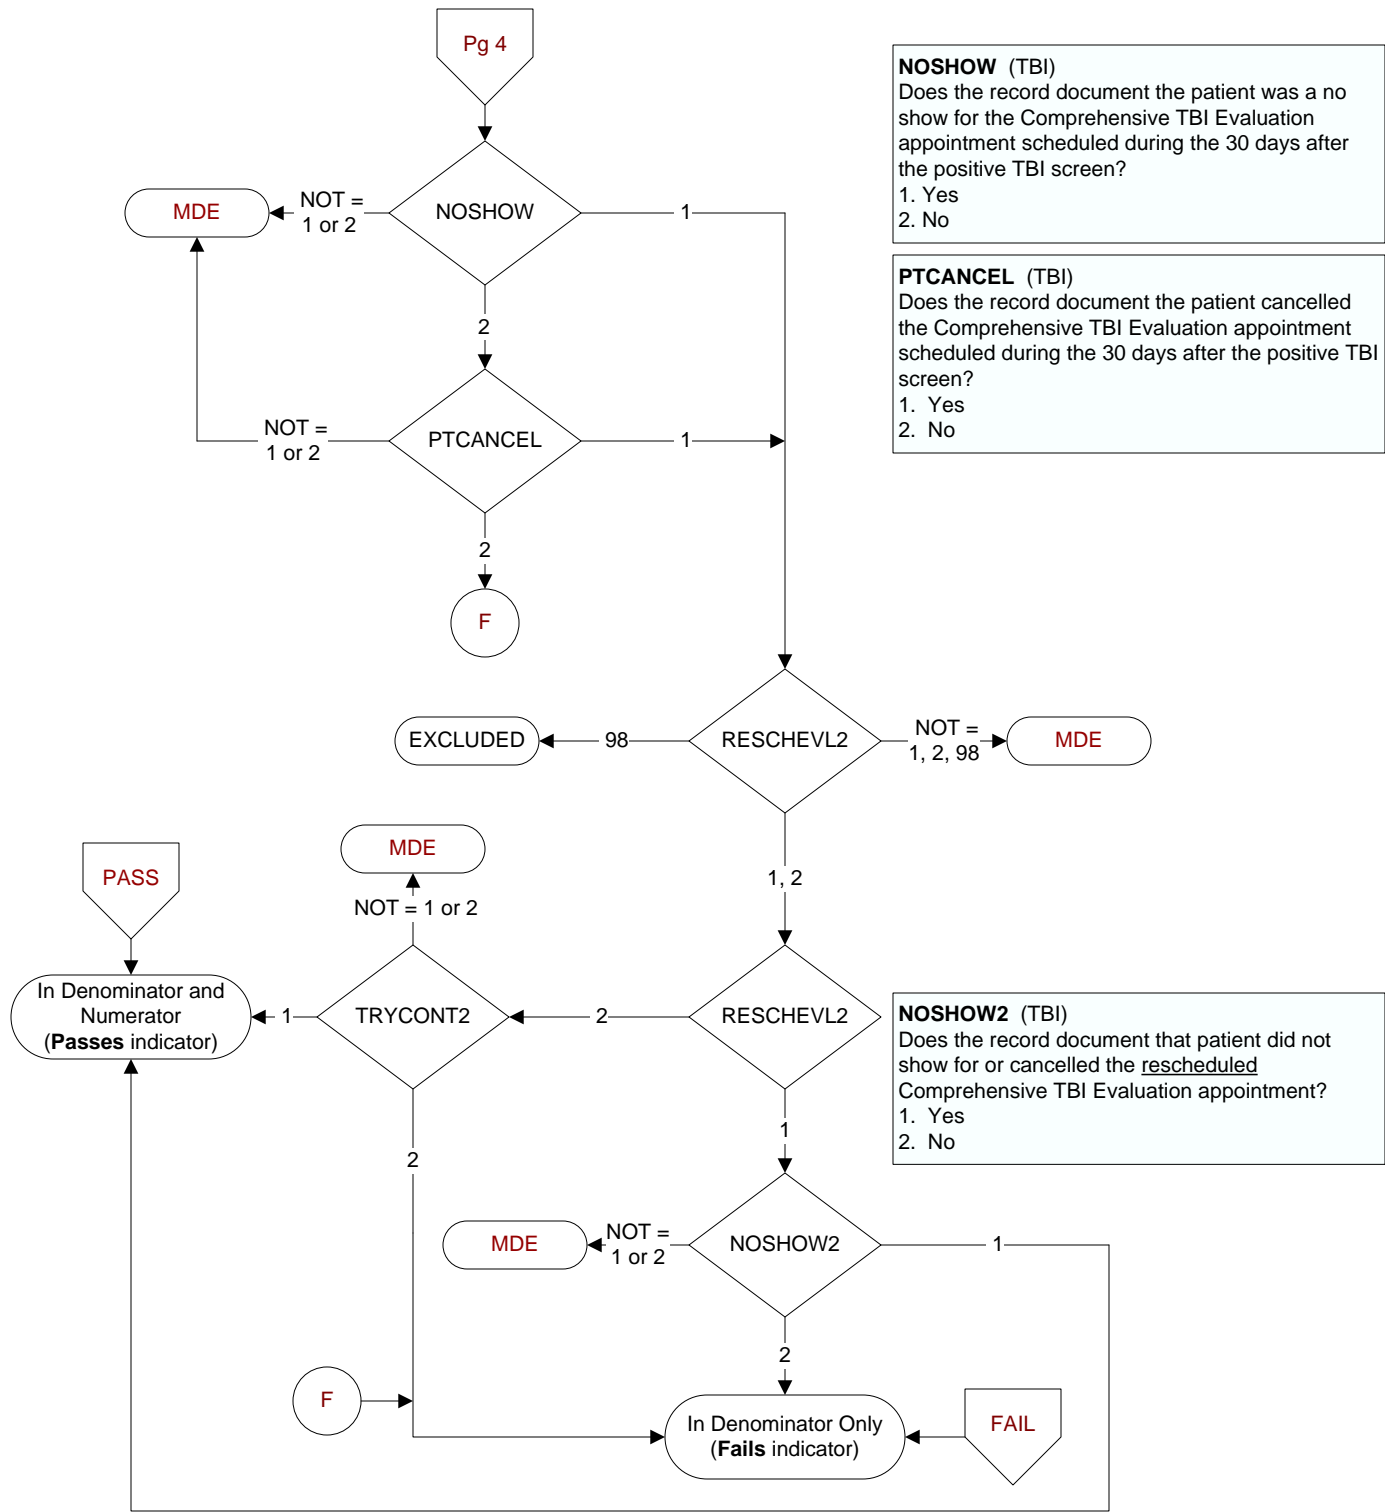 Pg 4
NOSHOW (TBI)
Does the record document the patient was a no
show for the Comprehensive TBI Evaluation
appointment scheduled during the 30 days after
the positive TBI screen?
1. Yes
2. No
MDE
NOT =
1 or 2
NOSHOW
1
2
PTCANCEL (TBI)
Does the record document the patient cancelled
the Comprehensive TBI Evaluation appointment
scheduled during the 30 days after the positive TBI
screen?
1. Yes
2. No
NOT =
1 or 2
PTCANCEL
1
2
F
EXCLUDED
98
RESCHEVL2
NOT =
1, 2, 98
MDE
1, 2
MDE
NOT = 1 or 2
PASS
In Denominator and
Numerator
(Passes indicator)
1
TRYCONT2
2
RESCHEVL2
NOSHOW2 (TBI)
Does the record document that patient did not
show for or cancelled the rescheduled
Comprehensive TBI Evaluation appointment?
1. Yes
2. No
1
2
MDE
NOT =
1 or 2
NOSHOW2
1
2
F
In Denominator Only
(Fails indicator)
FAIL